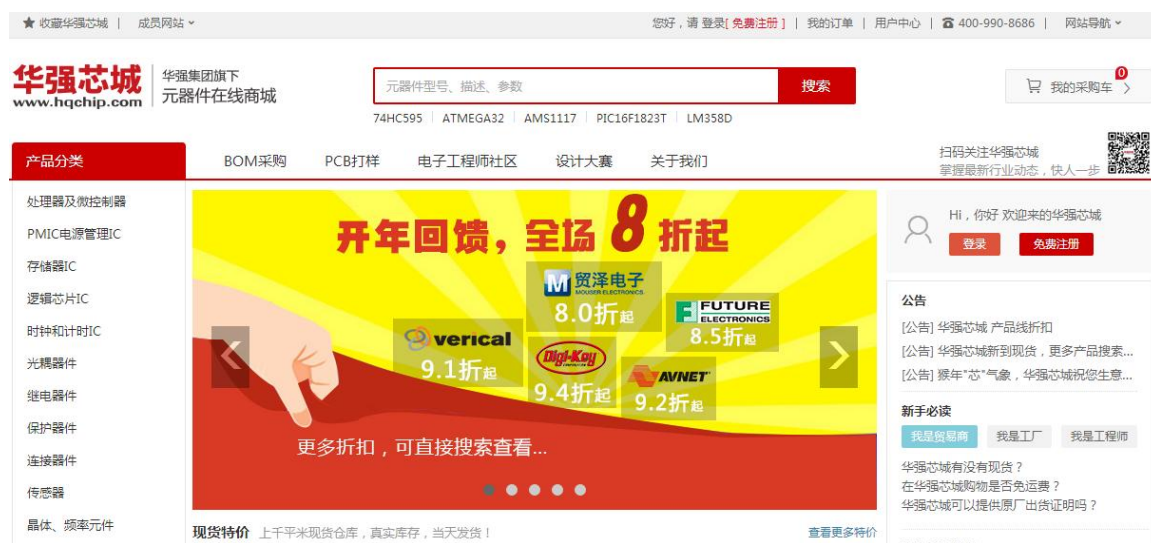 ★ 收藏华强芯城 | 成员网站
您好，请 登录[ 免费注册 ] | 我的订单 | 用户中心 | 400-990-8686 | 网站导航
华强芯城
www.hqchip.com
华强集团旗下
元器件在线商城
元器件型号、描述、参数
搜索
74HC595 | ATMEGA32 | AMS1117 | PIC16F1823T | LM358D
0
我的采购车 >
产品分类
BOM采购
PCB打样
电子工程师社区
设计大赛
关于我们
扫码关注华强芯城
掌握最新行业动态，快人一步
处理器及微控制器
PMIC电源管理IC
存储器IC
逻辑芯片IC
时钟和计时IC
光耦器件
继电器件
保护器件
连接器件
传感器
晶体、频率元件
开年回馈，全场8折起
M 贸泽电子
MOUSER ELECTRONICS
8.0折起
FUTURE
ELECTRONICS
8.5折起
verical
9.1折起
Digi-Key
9.4折起
AVNET
9.2折起
更多折扣，可直接搜索查看...
现货特价 上千平米现货仓库，真实库存，当天发货！
查看更多特价
Hi，你好 欢迎来的华强芯城
登录
免费注册
公告
[公告] 华强芯城 产品线折扣
[公告] 华强芯城新到现货，更多产品搜索...
[公告] 猴年"芯"气象，华强芯城祝您生意...
新手必读
我是贸易商
我是工厂
我是工程师
华强芯城有没有现货？
在华强芯城购物是否免运费？
华强芯城可以提供原厂出货证明吗？